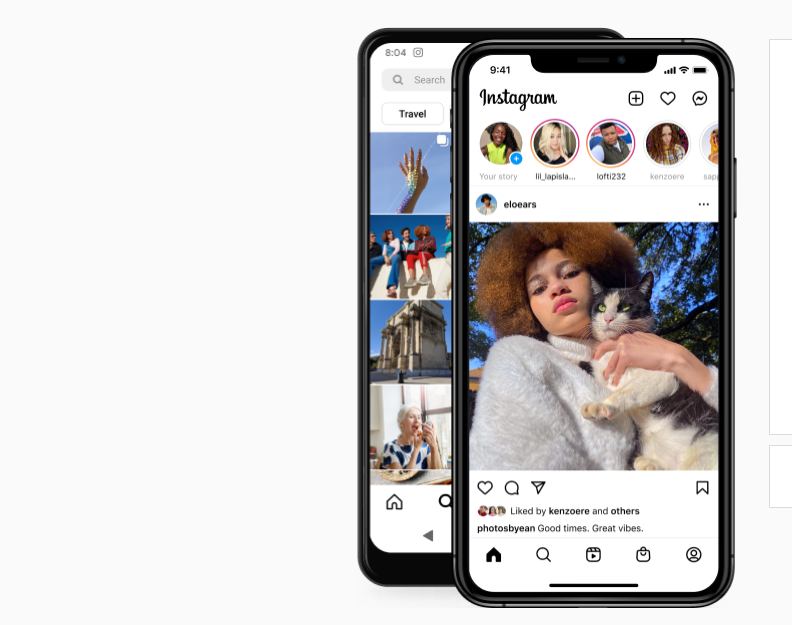 8:04
Search
Travel
9:41
Instagram
Your story
lil_lapisla...
lofti232
kenzoere
sapp
eloears
Liked by kenzoere and others
photosbyean Good times. Great vibes.